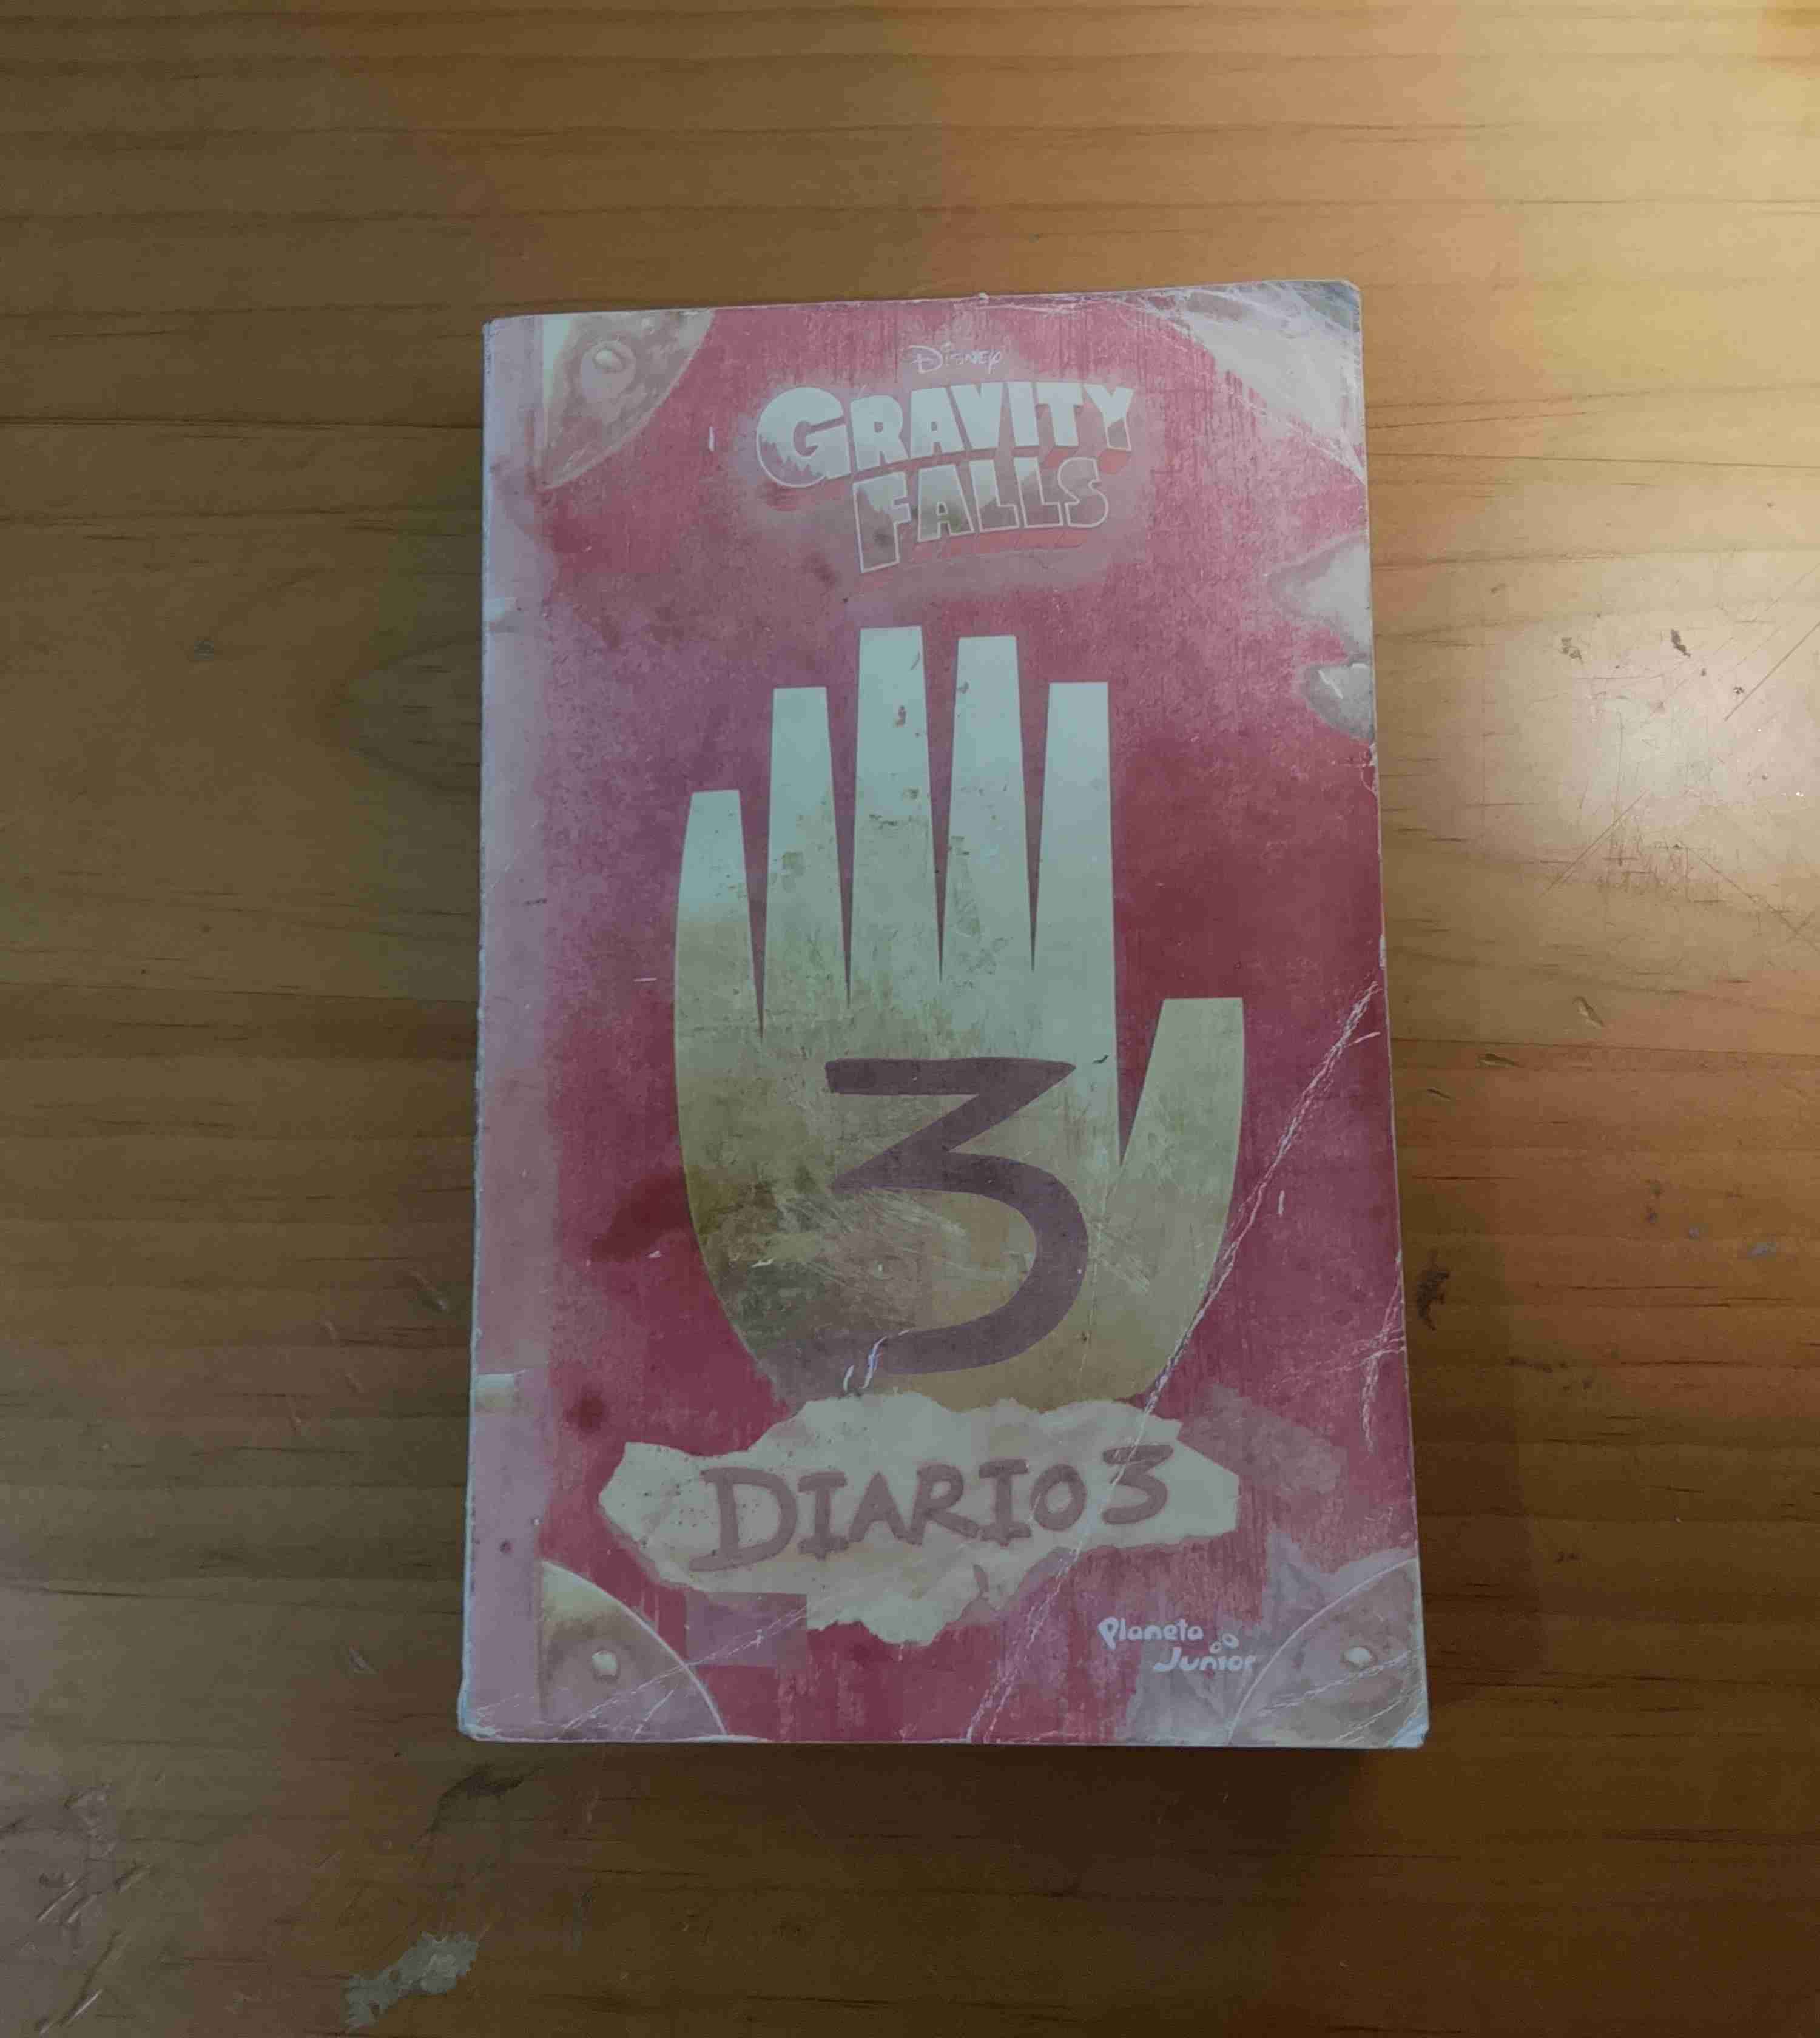 Disney
GRAVITY
FALLS
3
DIARIO 3
Planeta
Junior